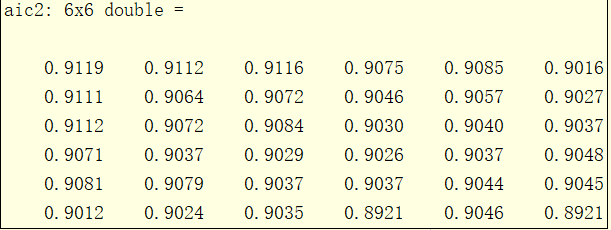 aic2: 6x6 double =
0.9119 0.9112 0.9116 0.9075 0.9085 0.9016
0.9111 0.9064 0.9072 0.9046 0.9057 0.9027
0.9112 0.9072 0.9084 0.9030 0.9040 0.9037
0.9071 0.9037 0.9029 0.9026 0.9037 0.9048
0.9081 0.9079 0.9037 0.9037 0.9044 0.9045
0.9012 0.9024 0.9035 0.8921 0.9046 0.8921